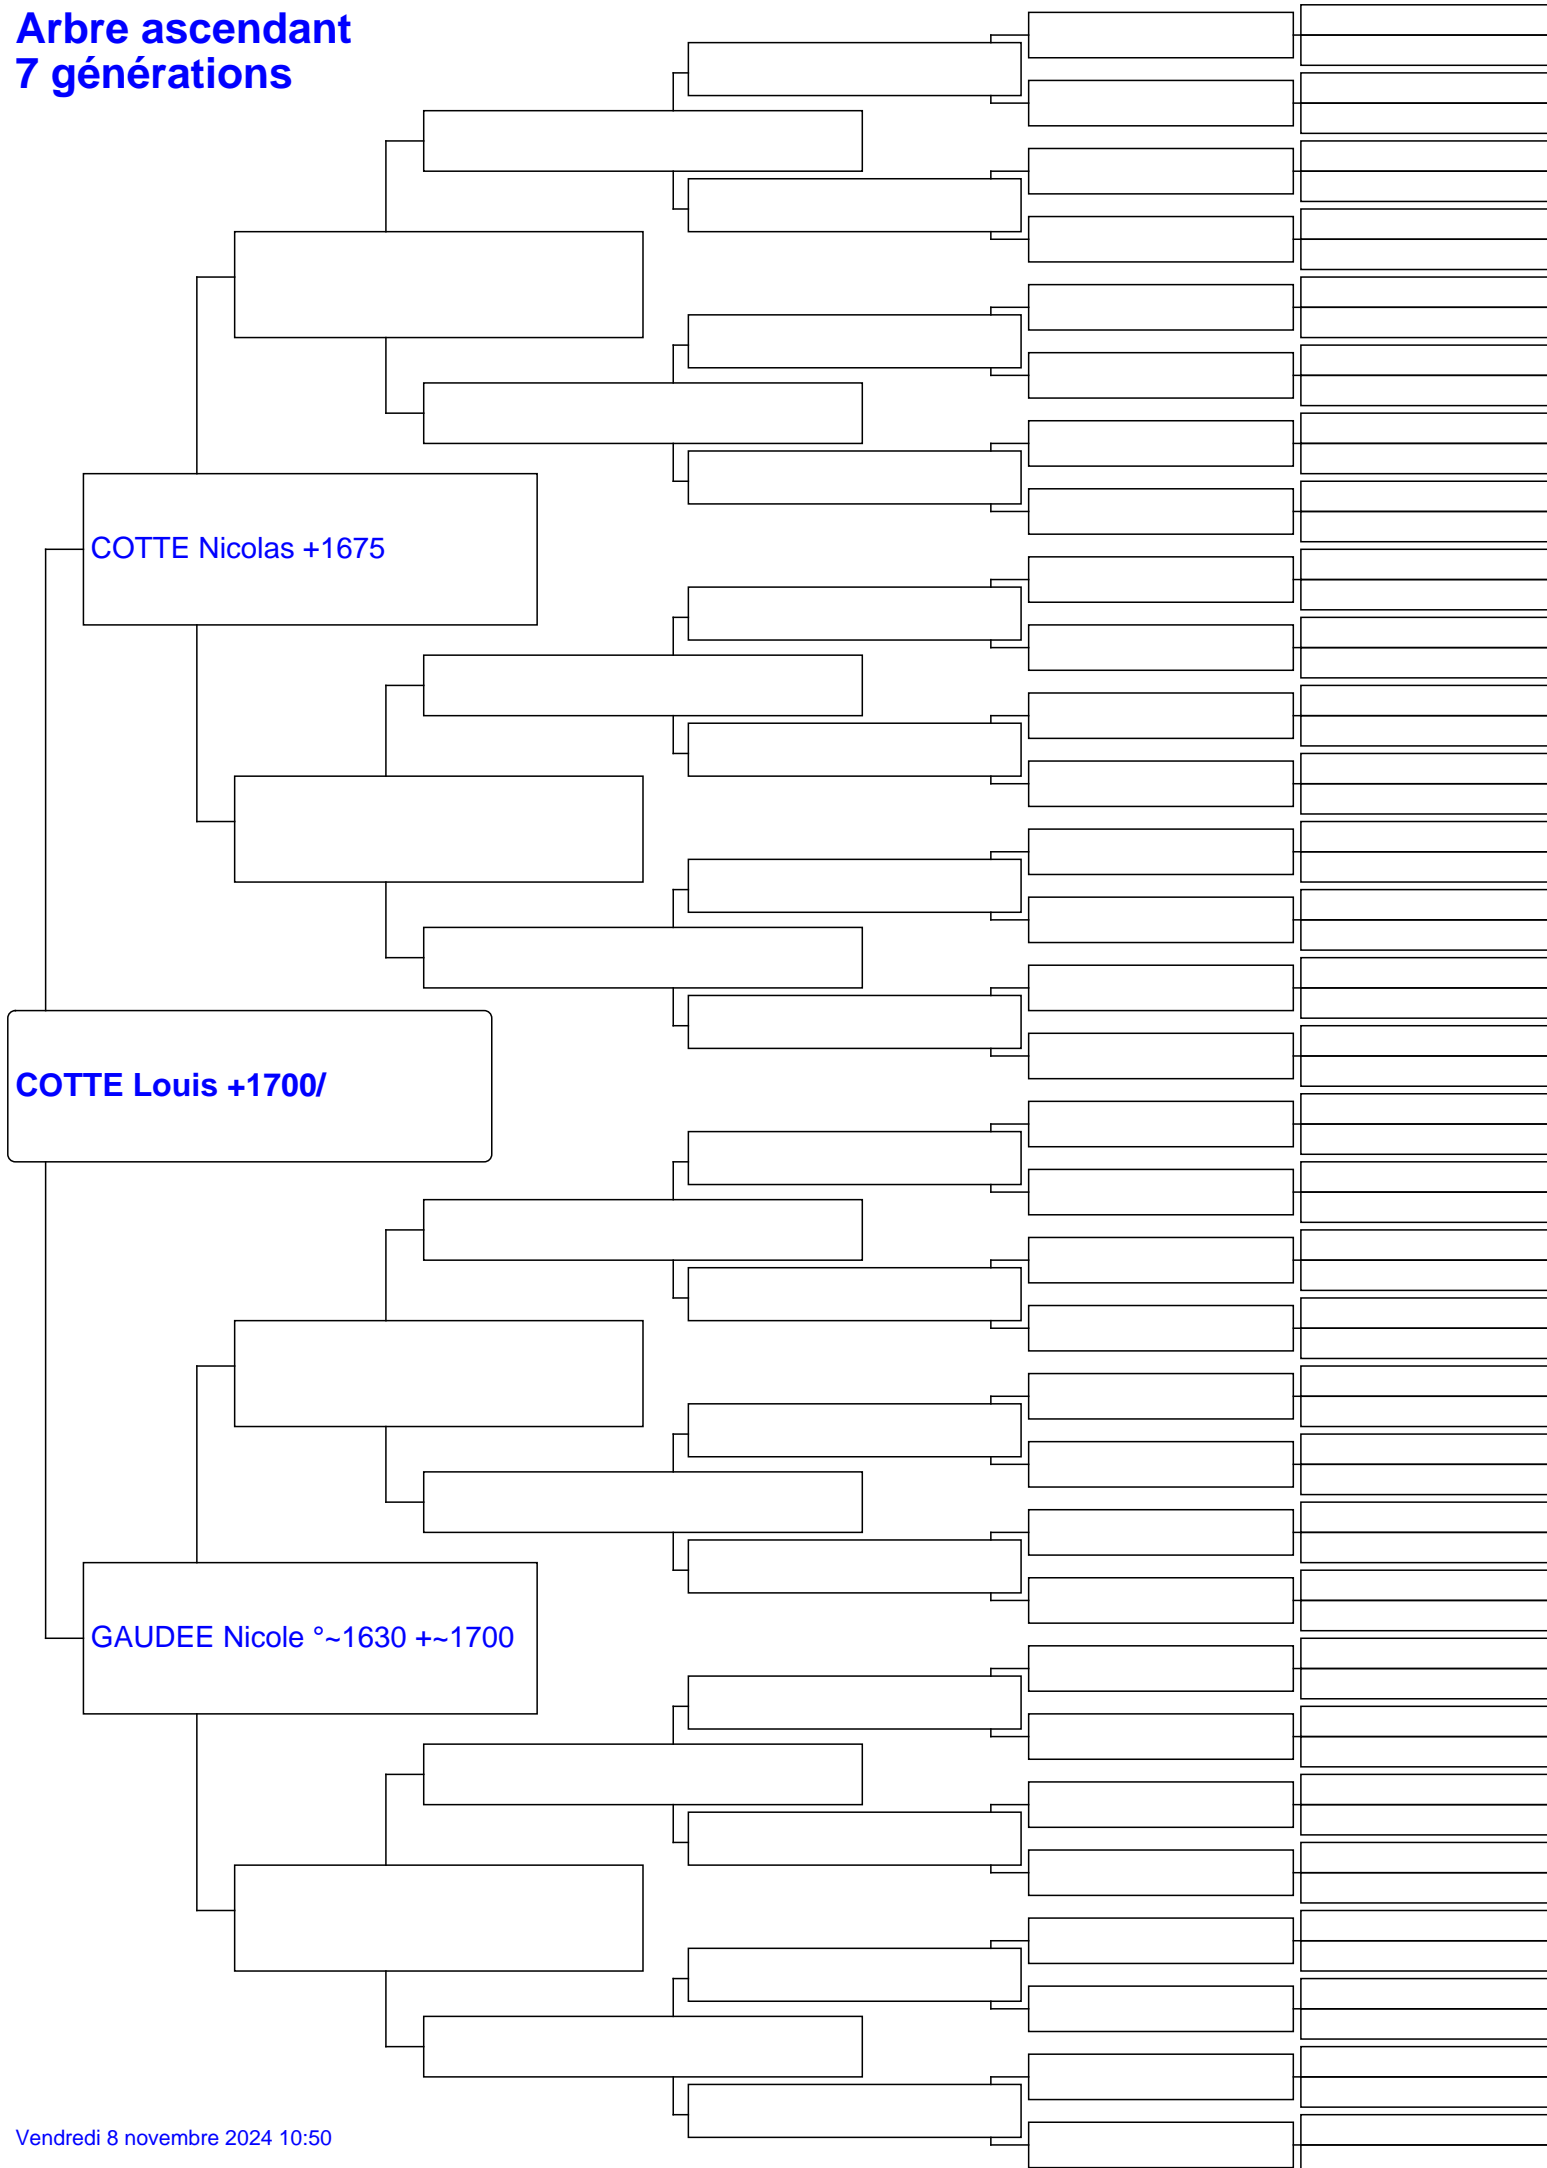 Arbre ascendant
7 générations
COTTE Nicolas +1675
COTTE Louis +1700/
GAUDEE Nicole °~1630 +~1700
Vendredi 8 novembre 2024 10:50